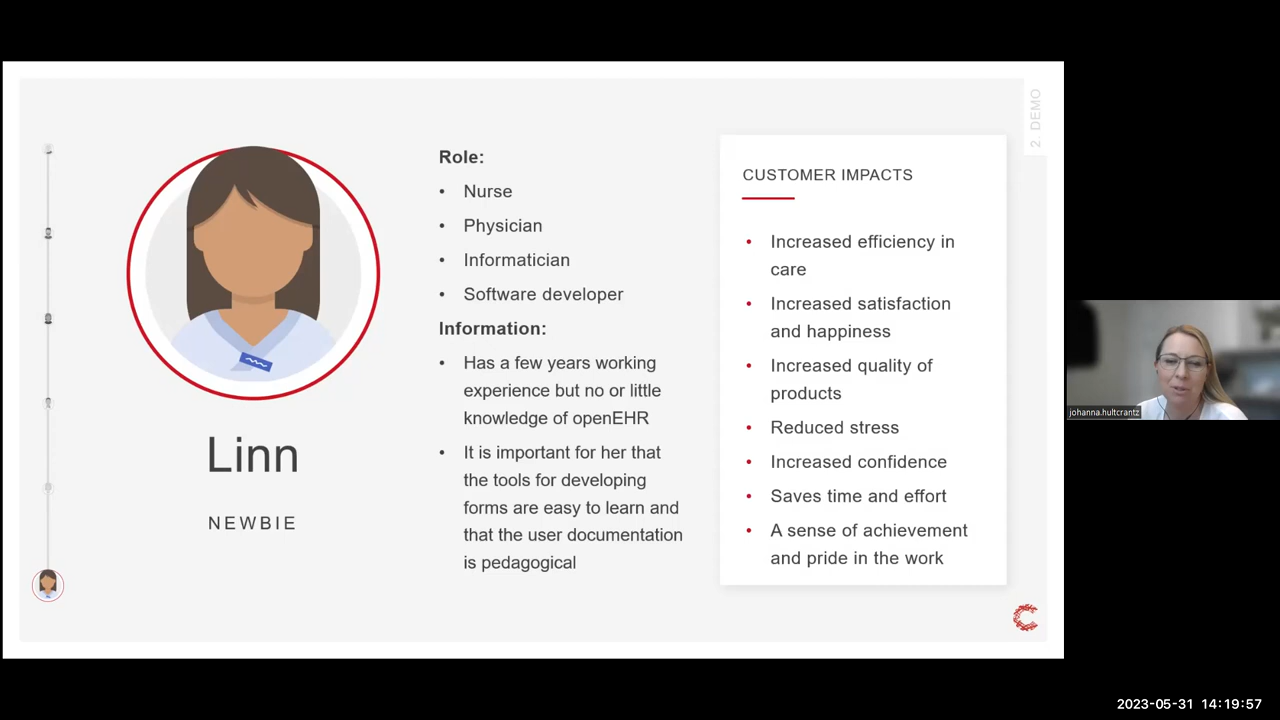 2. DEMO
Role:
• Nurse
• Physician
• Informatician
• Software developer
Information:
• Has a few years working
experience but no or little
knowledge of openEHR
• It is important for her that
the tools for developing
forms are easy to learn and
that the user documentation
is pedagogical
Linn
NEWBIE
CUSTOMER IMPACTS
• Increased efficiency in
care
• Increased satisfaction
and happiness
• Increased quality of
products
• Reduced stress
• Increased confidence
• Saves time and effort
• A sense of achievement
and pride in the work
johanna.hultcrantz
2023-05-31 14:19:57